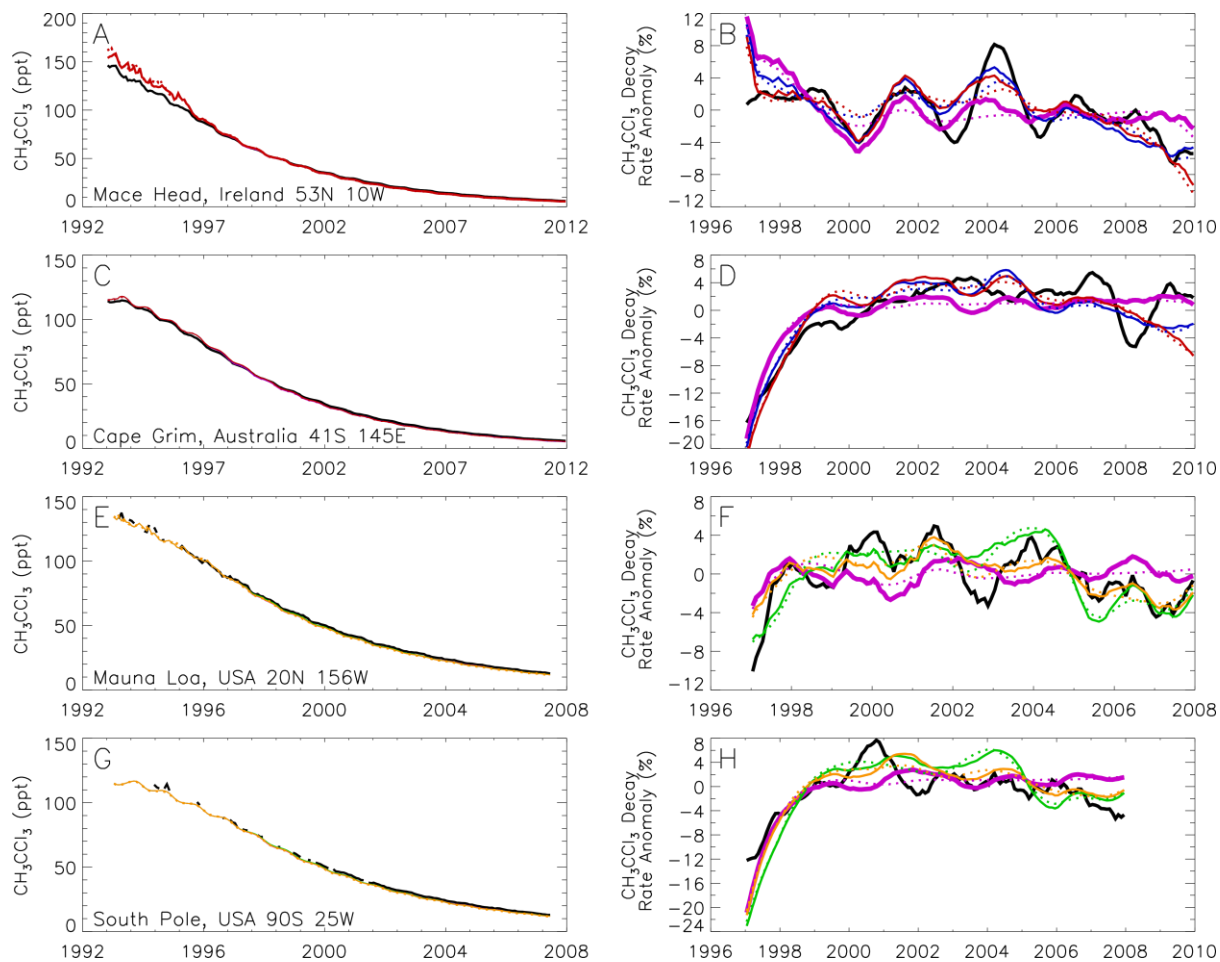 A
CH₃CCl₃ (ppt)
200
150
100
50
0
Mace Head, Ireland 53N 10W
1992 1997 2002 2007 2012
B
CH₃CCl₃ Decay
Rate Anomaly (%)
12
8
4
0
−4
−8
−12
1996 1998 2000 2002 2004 2006 2008 2010
C
CH₃CCl₃ (ppt)
150
100
50
0
Cape Grim, Australia 41S 145E
1992 1997 2002 2007 2012
D
CH₃CCl₃ Decay
Rate Anomaly (%)
8
4
0
−4
−8
−12
−16
−20
1996 1998 2000 2002 2004 2006 2008 2010
E
CH₃CCl₃ (ppt)
150
100
50
0
Mauna Loa, USA 20N 156W
1992 1996 2000 2004 2008
F
CH₃CCl₃ Decay
Rate Anomaly (%)
8
4
0
−4
−8
−12
1996 1998 2000 2002 2004 2006 2008
G
CH₃CCl₃ (ppt)
150
100
50
0
South Pole, USA 90S 25W
1992 1996 2000 2004 2008
H
CH₃CCl₃ Decay
Rate Anomaly (%)
8
4
0
−4
−8
−12
−16
−20
−24
1996 1998 2000 2002 2004 2006 2008 2010